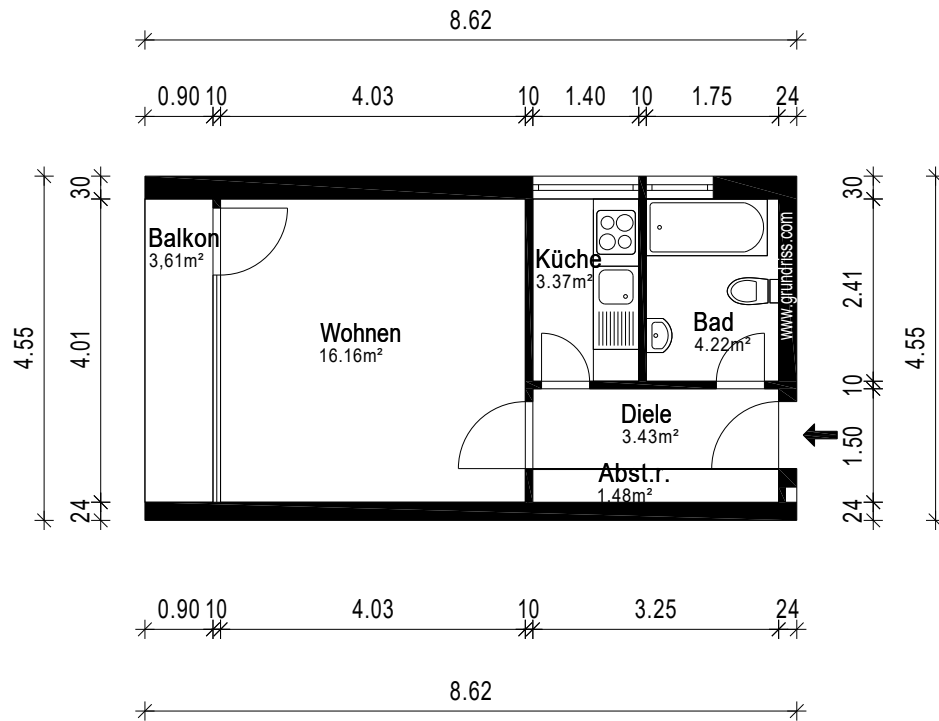 8.62
0.90 10 4.03 10 1.40 10 1.75 24
30
30
Balkon
3,61m²
Küche
3.37m²
www.grundriss.com
2.41
Wohnen
16.16m²
Bad
4.22m²
4.55
4.01
4.55
10
Diele
3.43m²
1.50
Abst.r.
1.48m²
24
24
0.90 10 4.03 10 3.25 24
8.62